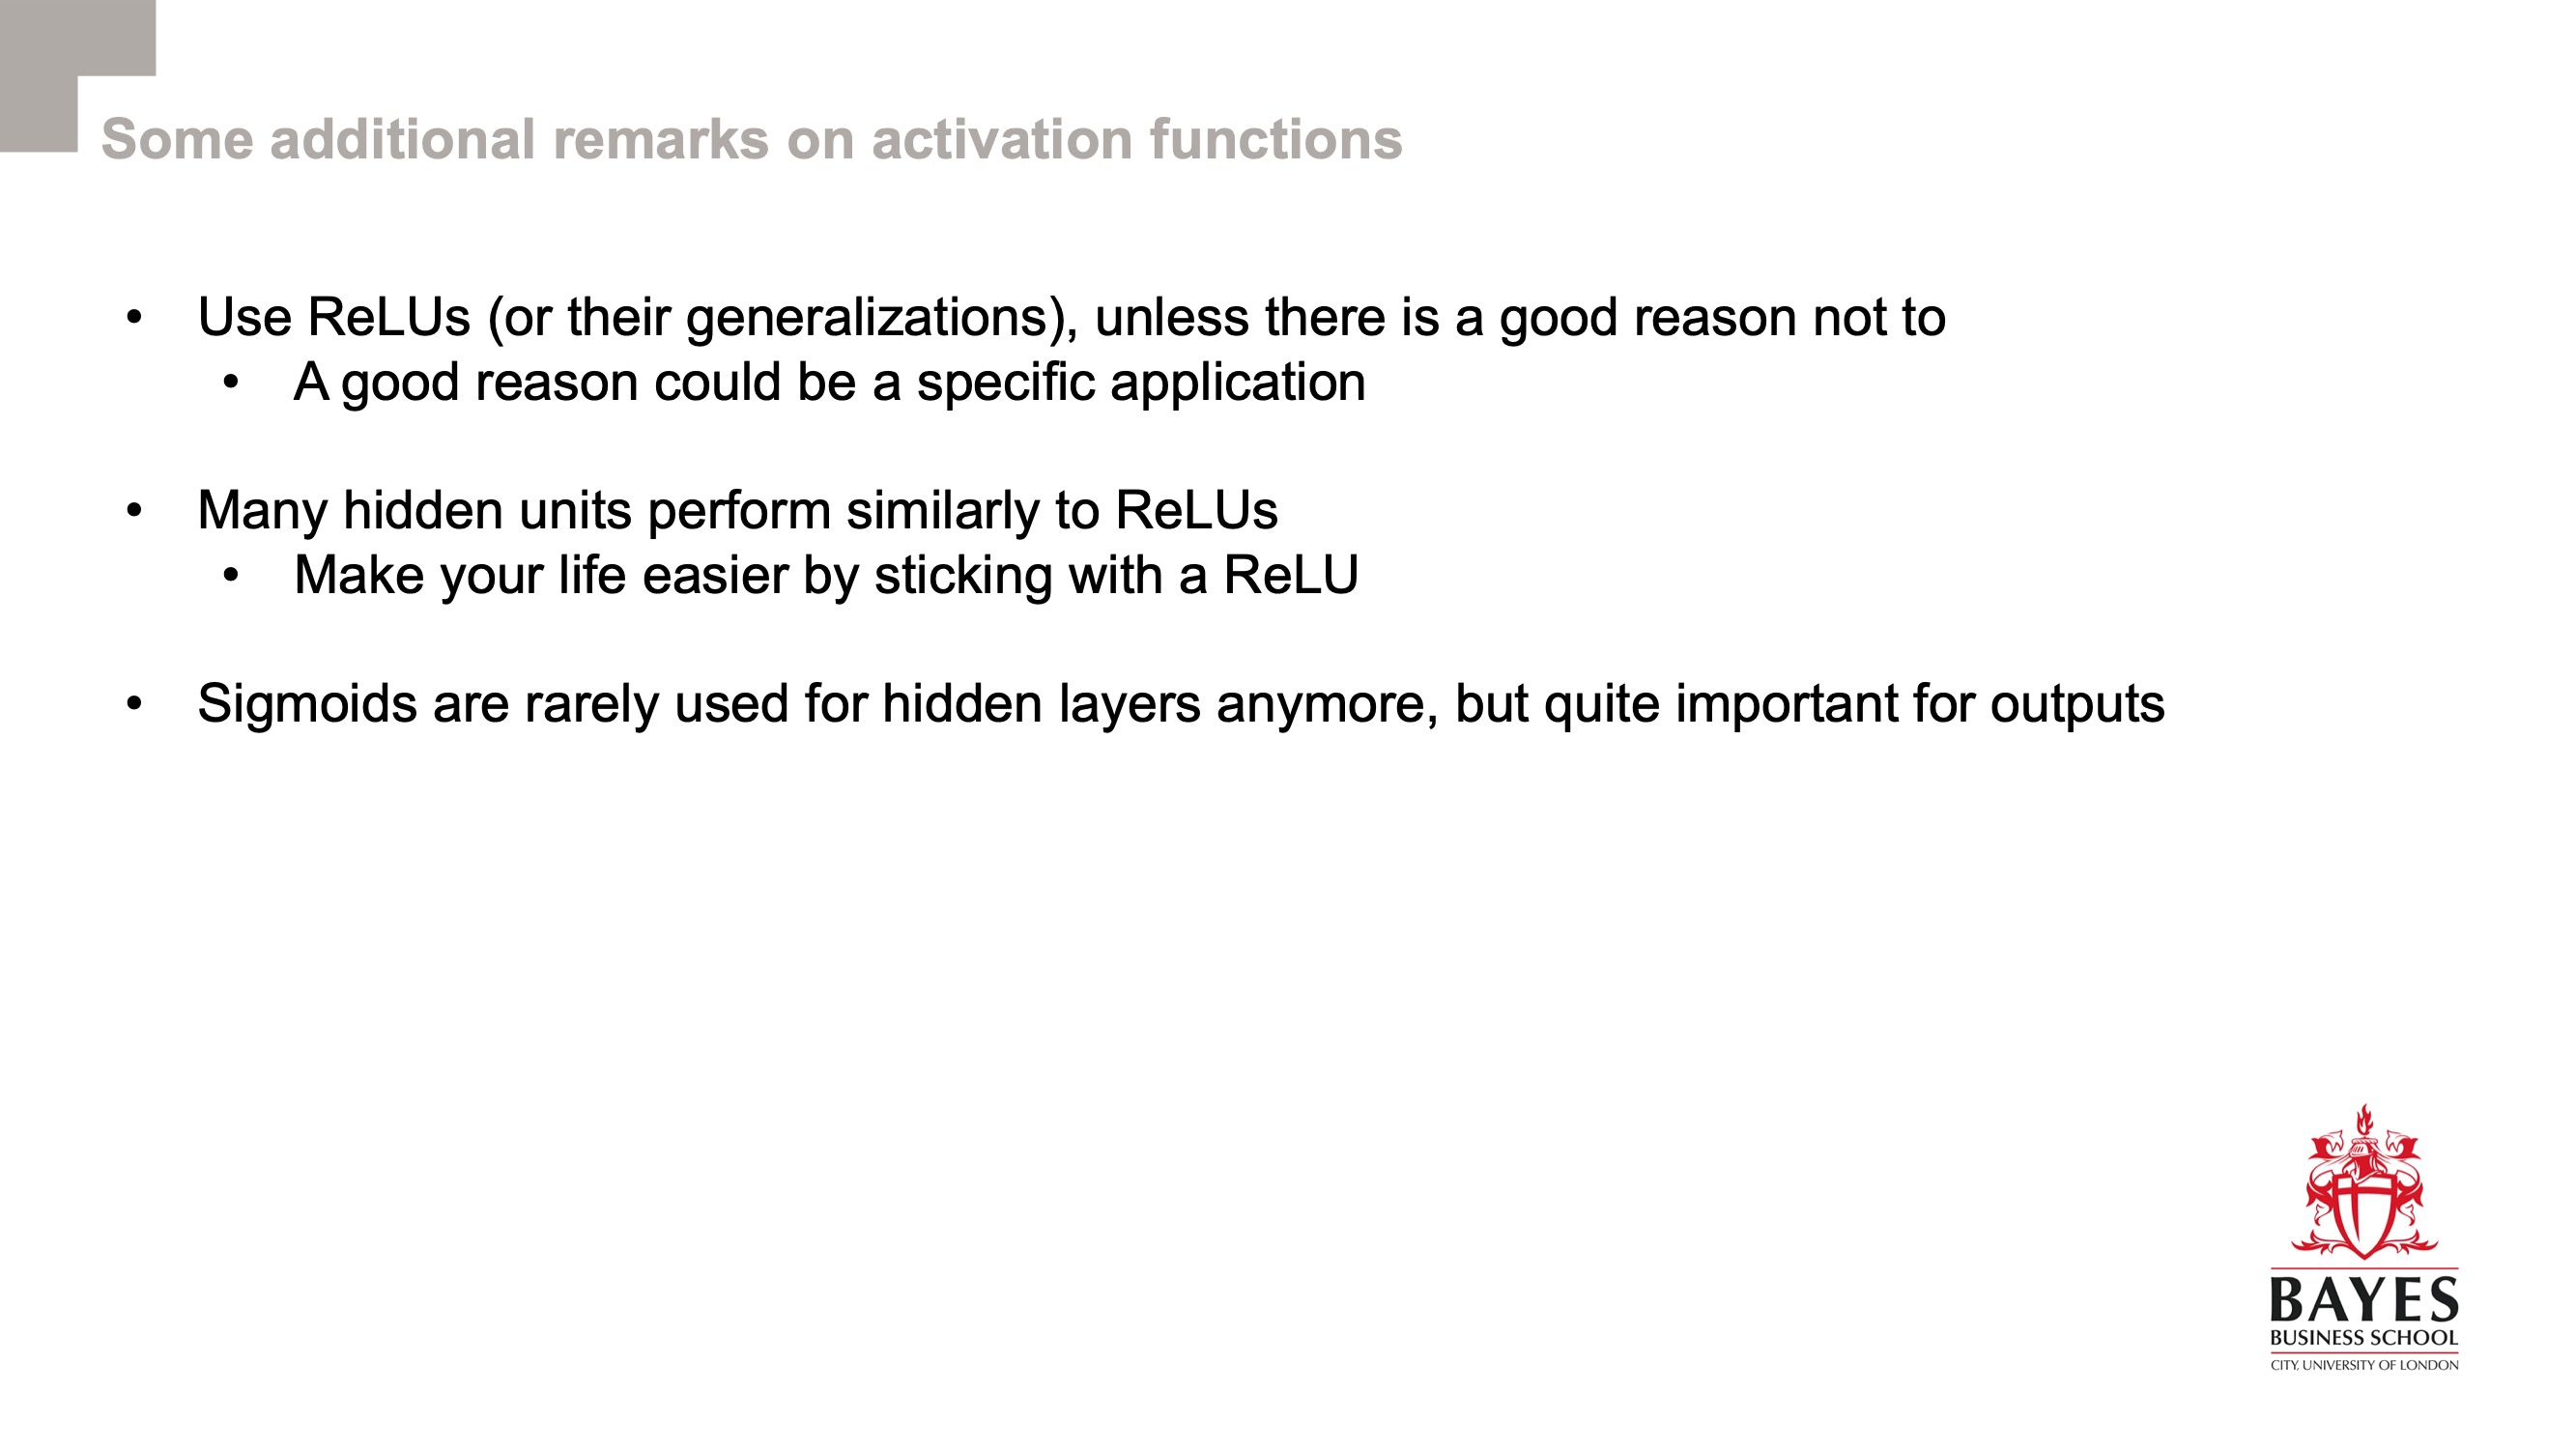 Some additional remarks on activation functions
• Use ReLUs (or their generalizations), unless there is a good reason not to
• A good reason could be a specific application
• Many hidden units perform similarly to ReLUs
• Make your life easier by sticking with a ReLU
• Sigmoids are rarely used for hidden layers anymore, but quite important for outputs
BAYES
BUSINESS SCHOOL
CITY, UNIVERSITY OF LONDON